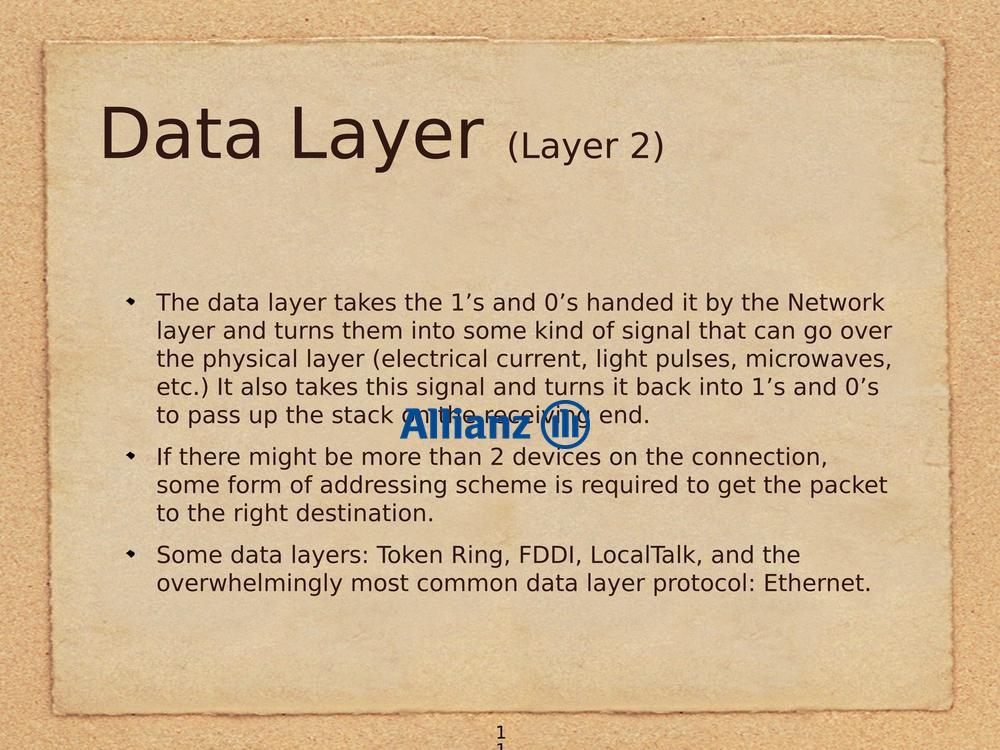 Data Layer (Layer 2)
The data layer takes the 1’s and 0’s handed it by the Network
layer and turns them into some kind of signal that can go over
the physical layer (electrical current, light pulses, microwaves,
etc.) It also takes this signal and turns it back into 1’s and 0’s
to pass up the stack on the receiving end.
Allianz
If there might be more than 2 devices on the connection,
some form of addressing scheme is required to get the packet
to the right destination.
Some data layers: Token Ring, FDDI, LocalTalk, and the
overwhelmingly most common data layer protocol: Ethernet.
1
1